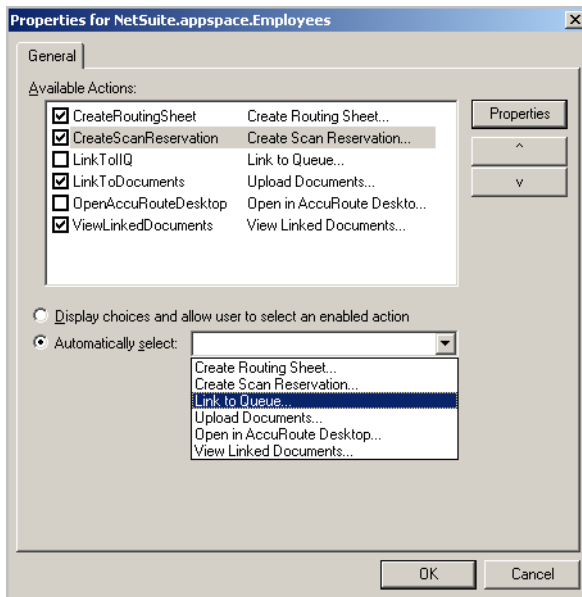 Properties for NetSuite.appspace.Employees
General
Available Actions:
CreateRoutingSheet Create Routing Sheet...
CreateScanReservation Create Scan Reservation...
LinkToIIQ Link to Queue...
LinkToDocuments Upload Documents...
OpenAccuRouteDesktop Open in AccuRoute Deskto...
ViewLinkedDocuments View Linked Documents...
Properties
^
v
Display choices and allow user to select an enabled action
Automatically select:
Create Routing Sheet...
Create Scan Reservation...
Link to Queue...
Upload Documents...
Open in AccuRoute Desktop...
View Linked Documents...
OK Cancel